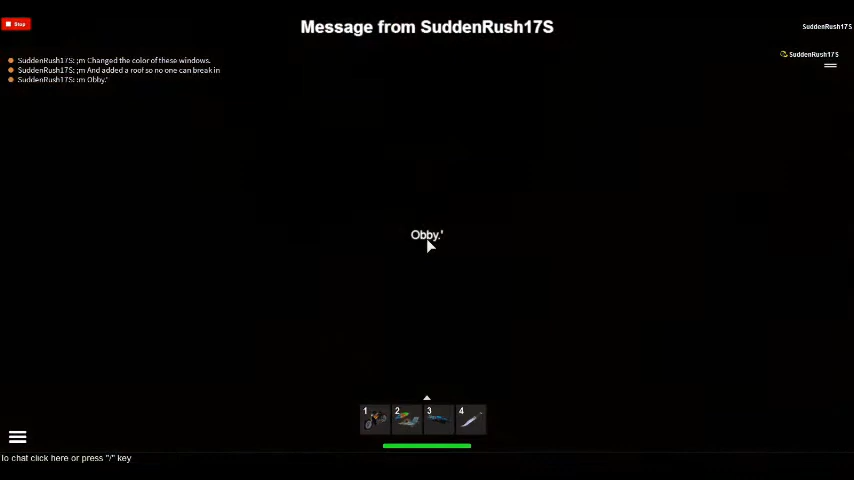 Stop
Message from SuddenRush17S
SuddenRush17S
SuddenRush17S
SuddenRush17S: ;m Changed the color of these windows.
SuddenRush17S: ;m And added a roof so no one can break in
SuddenRush17S: ;m Obby.'
Obby.'
1 2 3 4
To chat click here or press "/" key